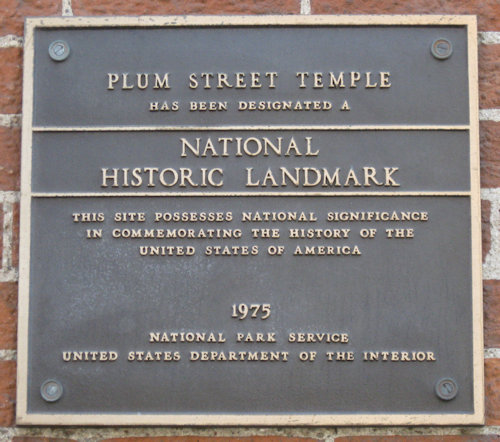 PLUM STREET TEMPLE
HAS BEEN DESIGNATED A
NATIONAL
HISTORIC LANDMARK
THIS SITE POSSESSES NATIONAL SIGNIFICANCE
IN COMMEMORATING THE HISTORY OF THE
UNITED STATES OF AMERICA
1975
NATIONAL PARK SERVICE
UNITED STATES DEPARTMENT OF THE INTERIOR